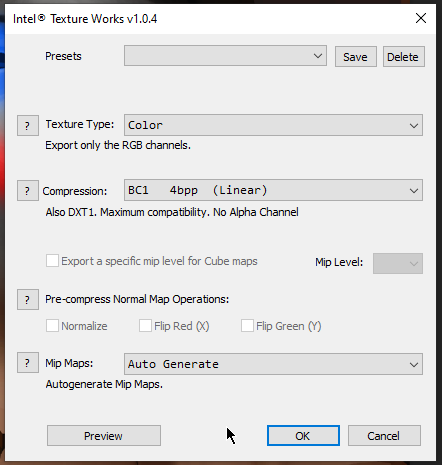 Intel® Texture Works v1.0.4
Presets Save Delete
? Texture Type: Color
Export only the RGB channels.
? Compression: BC1 4bpp (Linear)
Also DXT1. Maximum compatibility. No Alpha Channel
Export a specific mip level for Cube maps Mip Level:
? Pre-compress Normal Map Operations:
Normalize Flip Red (X) Flip Green (Y)
? Mip Maps: Auto Generate
Autogenerate Mip Maps.
Preview OK Cancel